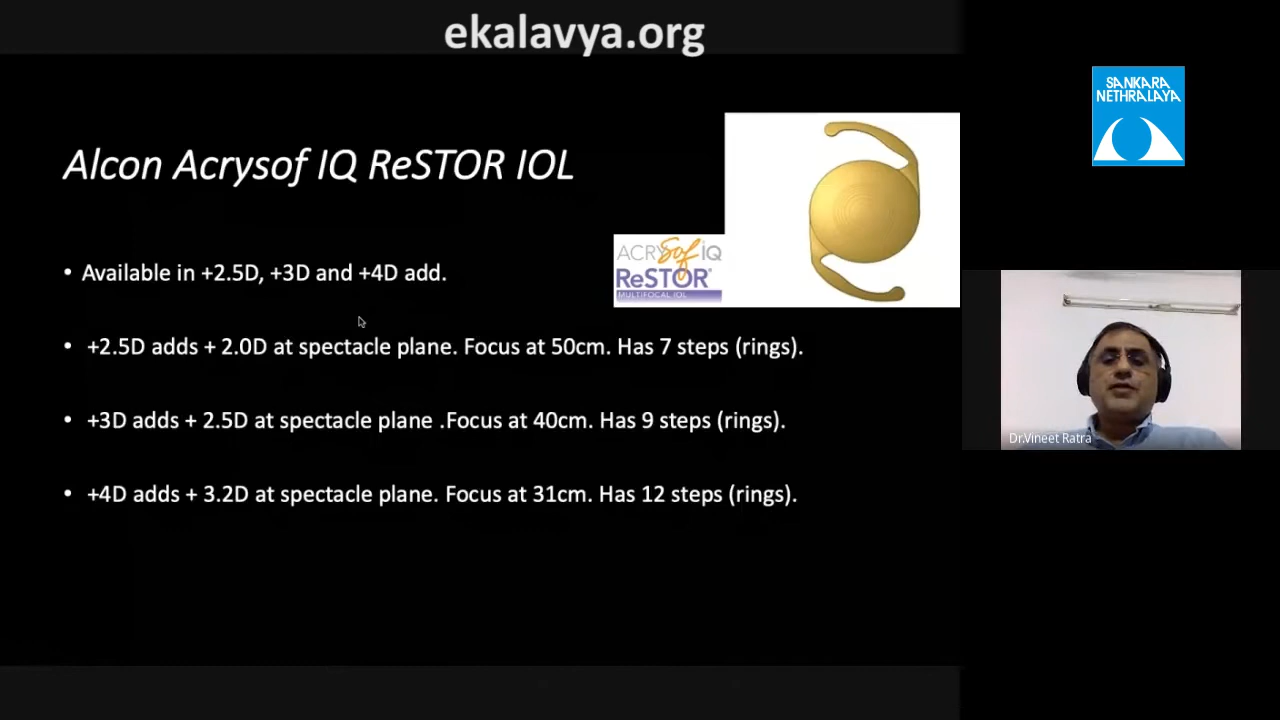 ekalavya.org
SANKARA
NETHRALAYA
Alcon Acrysof IQ ReSTOR IOL
ACRYSof IQ
ReSTOR®
MULTIFOCAL IOL
• Available in +2.5D, +3D and +4D add.
• +2.5D adds + 2.0D at spectacle plane. Focus at 50cm. Has 7 steps (rings).
• +3D adds + 2.5D at spectacle plane .Focus at 40cm. Has 9 steps (rings).
• +4D adds + 3.2D at spectacle plane. Focus at 31cm. Has 12 steps (rings).
Dr.Vineet Ratra